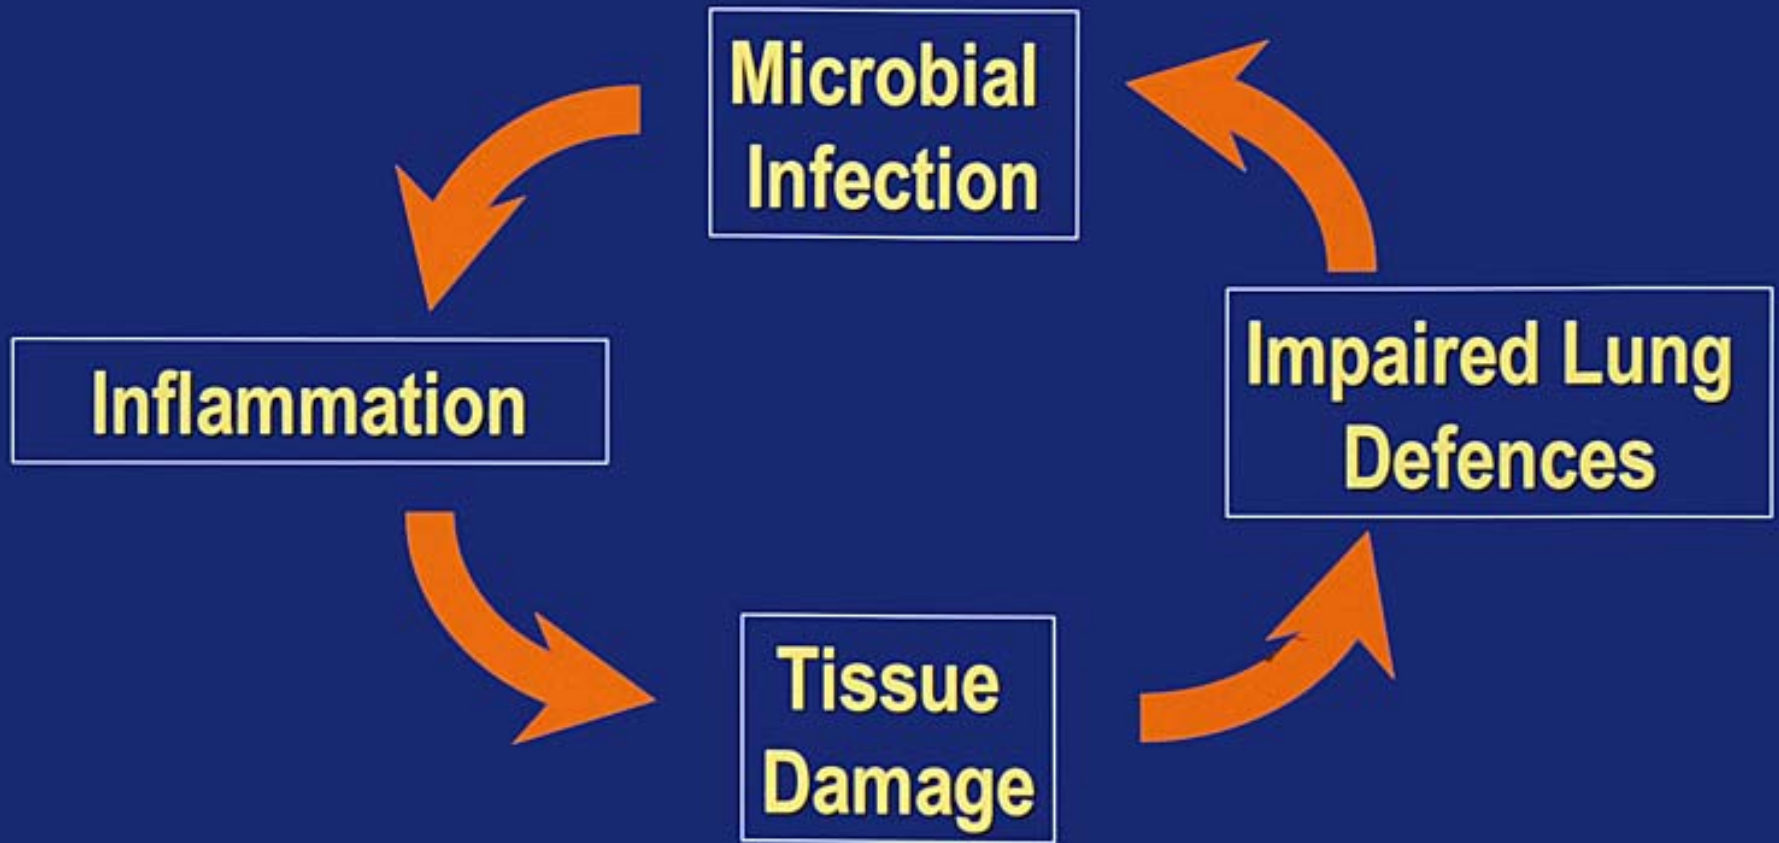 Microbial
Infection
Inflammation
Impaired Lung
Defences
Tissue
Damage